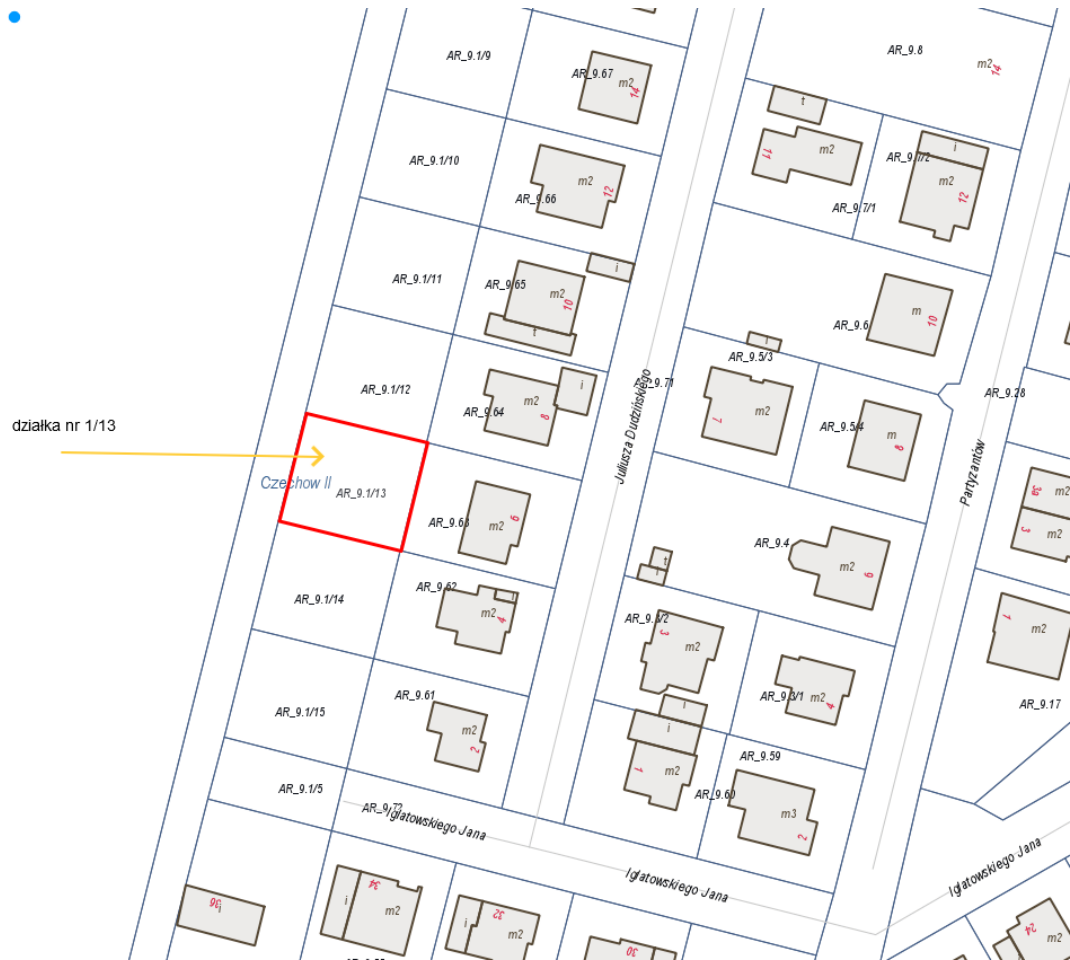 AR_9.1/9
AR_9.67
m2
14
AR_9.8
m2
14
t
AR_9.1/10
m2
12
AR_9.66
11
m2
AR_9.7/2
i
m2
12
AR_9.7/1
AR_9.1/11
AR_9.65
i
m2
10
t
AR_9.6
m
10
i
AR_9.5/3
AR_9.1/12
AR_9.64
m2
8
i
AR_9.71
Juliusza Dudzińskiego
7
m2
AR_9.5/4
m
8
AR_9.28
Partyzantów
działka nr 1/13
Czechow II
AR_9.1/13
AR_9.63
m2
6
3a
m2
3
m2
AR_9.4
m2
6
t
i
AR_9.1/14
AR_9.62
i
m2
4
3
m2
AR_9.3/1
m2
4
1
m2
AR_9.17
AR_9.1/15
AR_9.61
m2
2
i
i
1
m2
AR_9.59
AR_9.60
m3
2
AR_9.1/5
AR_9.72
Iglatowskiego Jana
Iglatowskiego Jana
Iglatowskiego Jana
36
i
34
i
m2
32
i
m2
30
24
m2